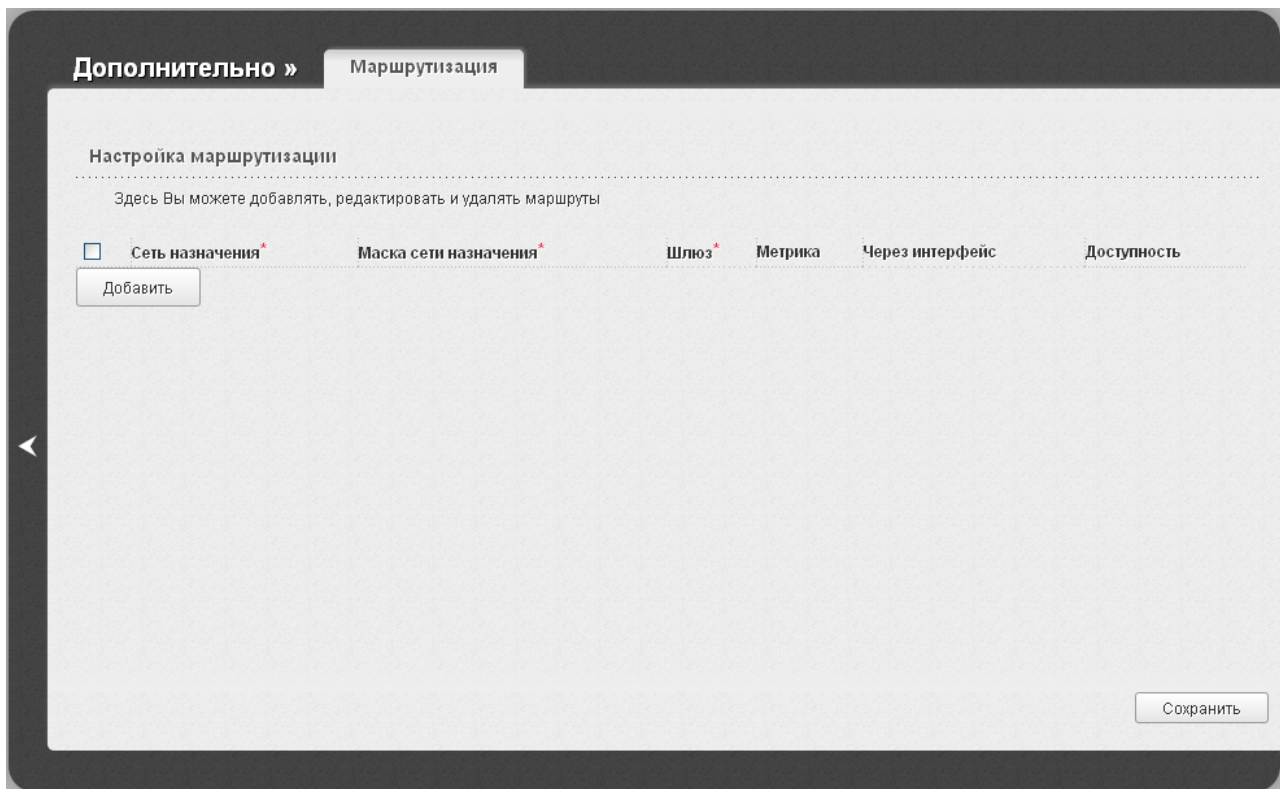 Дополнительно »
Маршрутизация
Настройка маршрутизации
Здесь Вы можете добавлять, редактировать и удалять маршруты
Сеть назначения* Маска сети назначения* Шлюз* Метрика Через интерфейс Доступность
Добавить
Сохранить